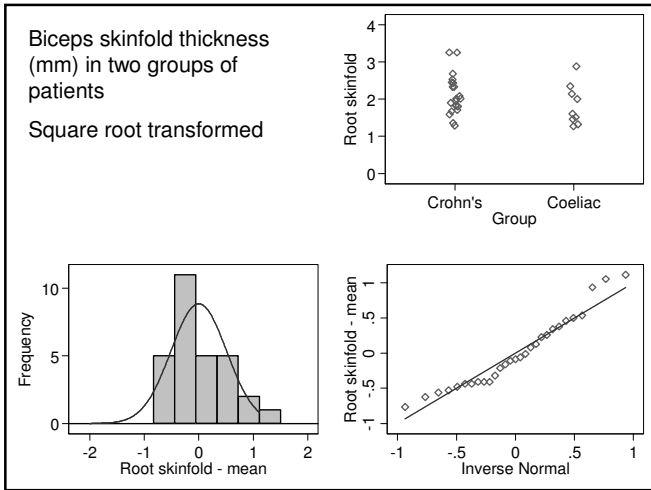 Biceps skinfold thickness
(mm) in two groups of
patients
Square root transformed
Root skinfold
4
3
2
1
0
Crohn's
Coeliac
Group
Frequency
10
5
0
-2
-1
0
1
2
Root skinfold - mean
Root skinfold - mean
1
.5
0
-.5
-1
-1
-.5
0
.5
1
Inverse Normal